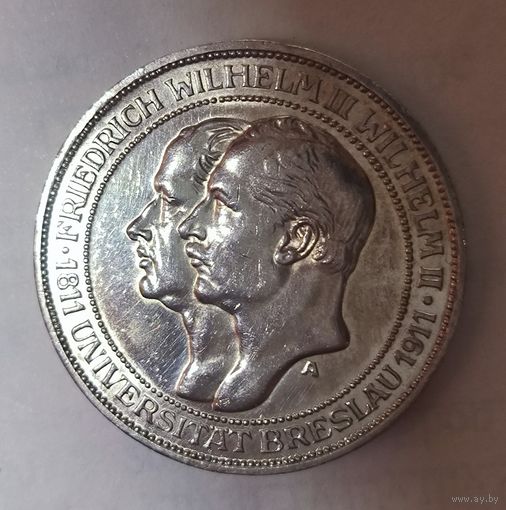 1811 · FRIEDRICH WILHELM III WILHELM II · 1911
UNIVERSITÄT BRESLAU
A
www.ay.by